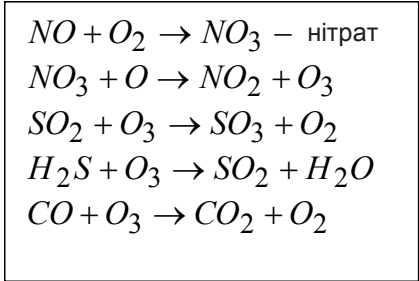 NO + O₂ → NO₃ – нітрат
NO₃ + O → NO₂ + O₃
SO₂ + O₃ → SO₃ + O₂
H₂S + O₃ → SO₂ + H₂O
CO + O₃ → CO₂ + O₂